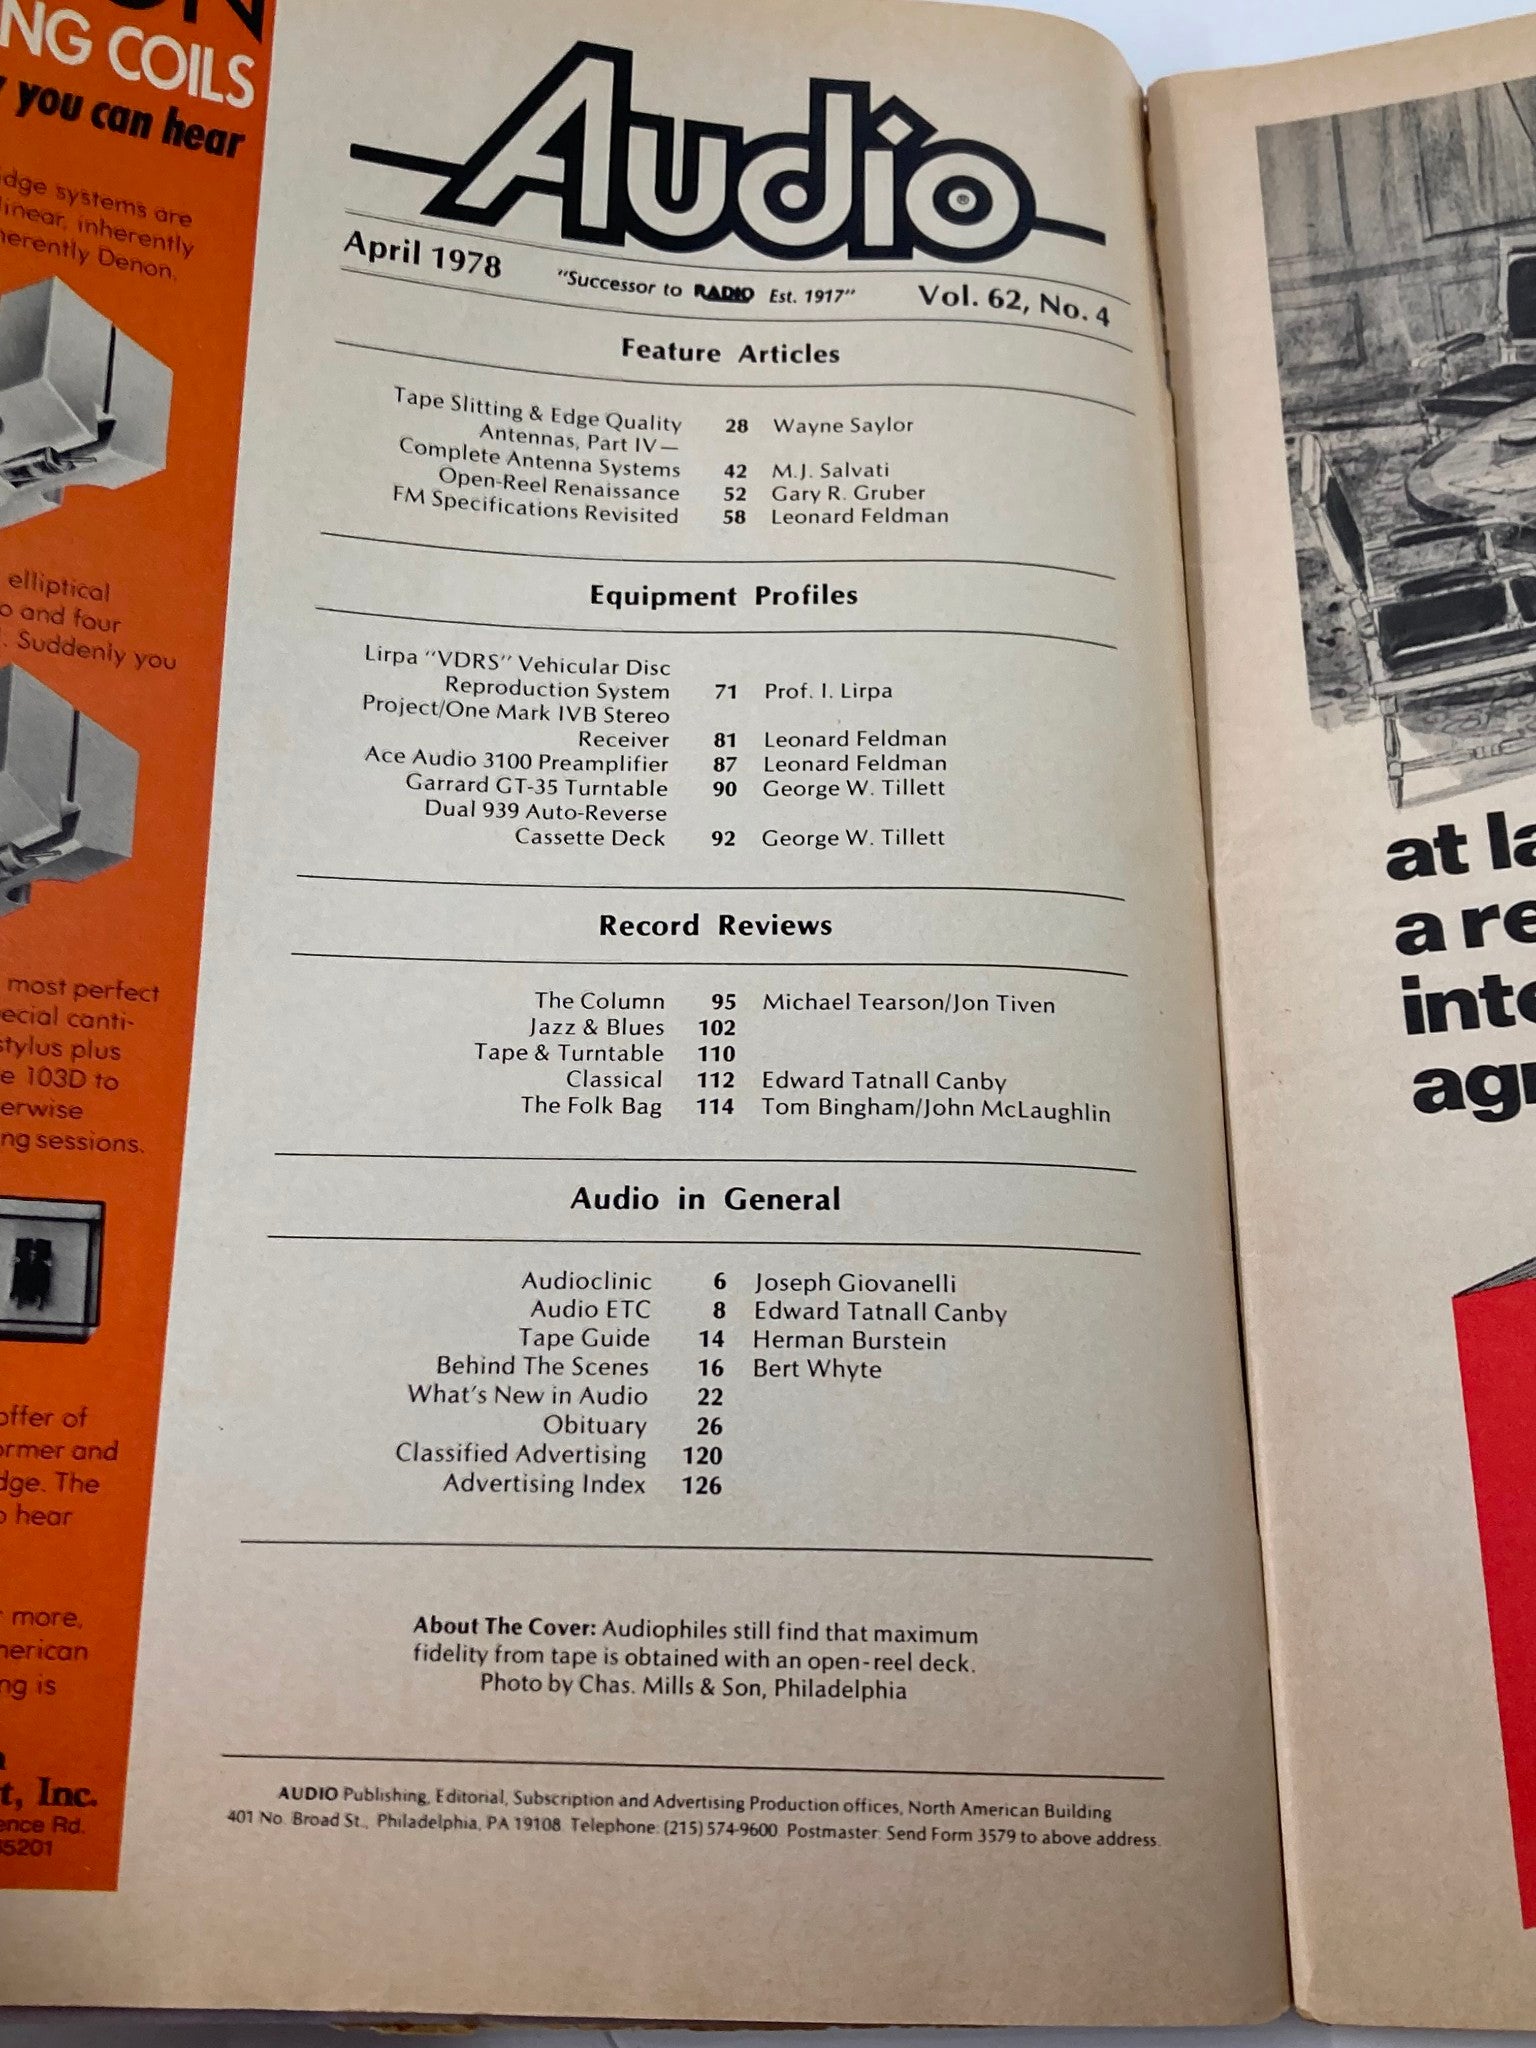 NG COILS
you can hear
dge systems are
linear, inherently
nherently Denon.
elliptical
and four
Suddenly you
most perfect
stylus plus
103D to
ng sessions.
offer of
and
The
hear
more,
is
Inc.
Rd.
Audio
®
April 1978 "Successor to RADIO Est. 1917" Vol. 62, No. 4
Feature Articles
Tape Slitting & Edge Quality 28 Wayne Saylor
Antennas, Part IV—
Complete Antenna Systems 42 M.J. Salvati
Open-Reel Renaissance 52 Gary R. Gruber
FM Specifications Revisited 58 Leonard Feldman
Equipment Profiles
Lirpa "VDRS" Vehicular Disc
Reproduction System 71 Prof. I. Lirpa
Project/One Mark IVB Stereo
Receiver 81 Leonard Feldman
Ace Audio 3100 Preamplifier 87 Leonard Feldman
Garrard GT-35 Turntable 90 George W. Tillett
Dual 939 Auto-Reverse
Cassette Deck 92 George W. Tillett
Record Reviews
The Column 95 Michael Tearson/Jon Tiven
Jazz & Blues 102
Tape & Turntable 110
Classical 112 Edward Tatnall Canby
The Folk Bag 114 Tom Bingham/John McLaughlin
Audio in General
Audioclinic 6 Joseph Giovanelli
Audio ETC 8 Edward Tatnall Canby
Tape Guide 14 Herman Burstein
Behind The Scenes 16 Bert Whyte
What's New in Audio 22
Obituary 26
Classified Advertising 120
Advertising Index 126
About The Cover: Audiophiles still find that maximum
fidelity from tape is obtained with an open-reel deck.
Photo by Chas. Mills & Son, Philadelphia
AUDIO Publishing, Editorial, Subscription and Advertising Production offices, North American Building
401 No. Broad St., Philadelphia, PA 19108 Telephone: (215) 574-9600 Postmaster: Send Form 3579 to above address.
at la
a re
inte
ag